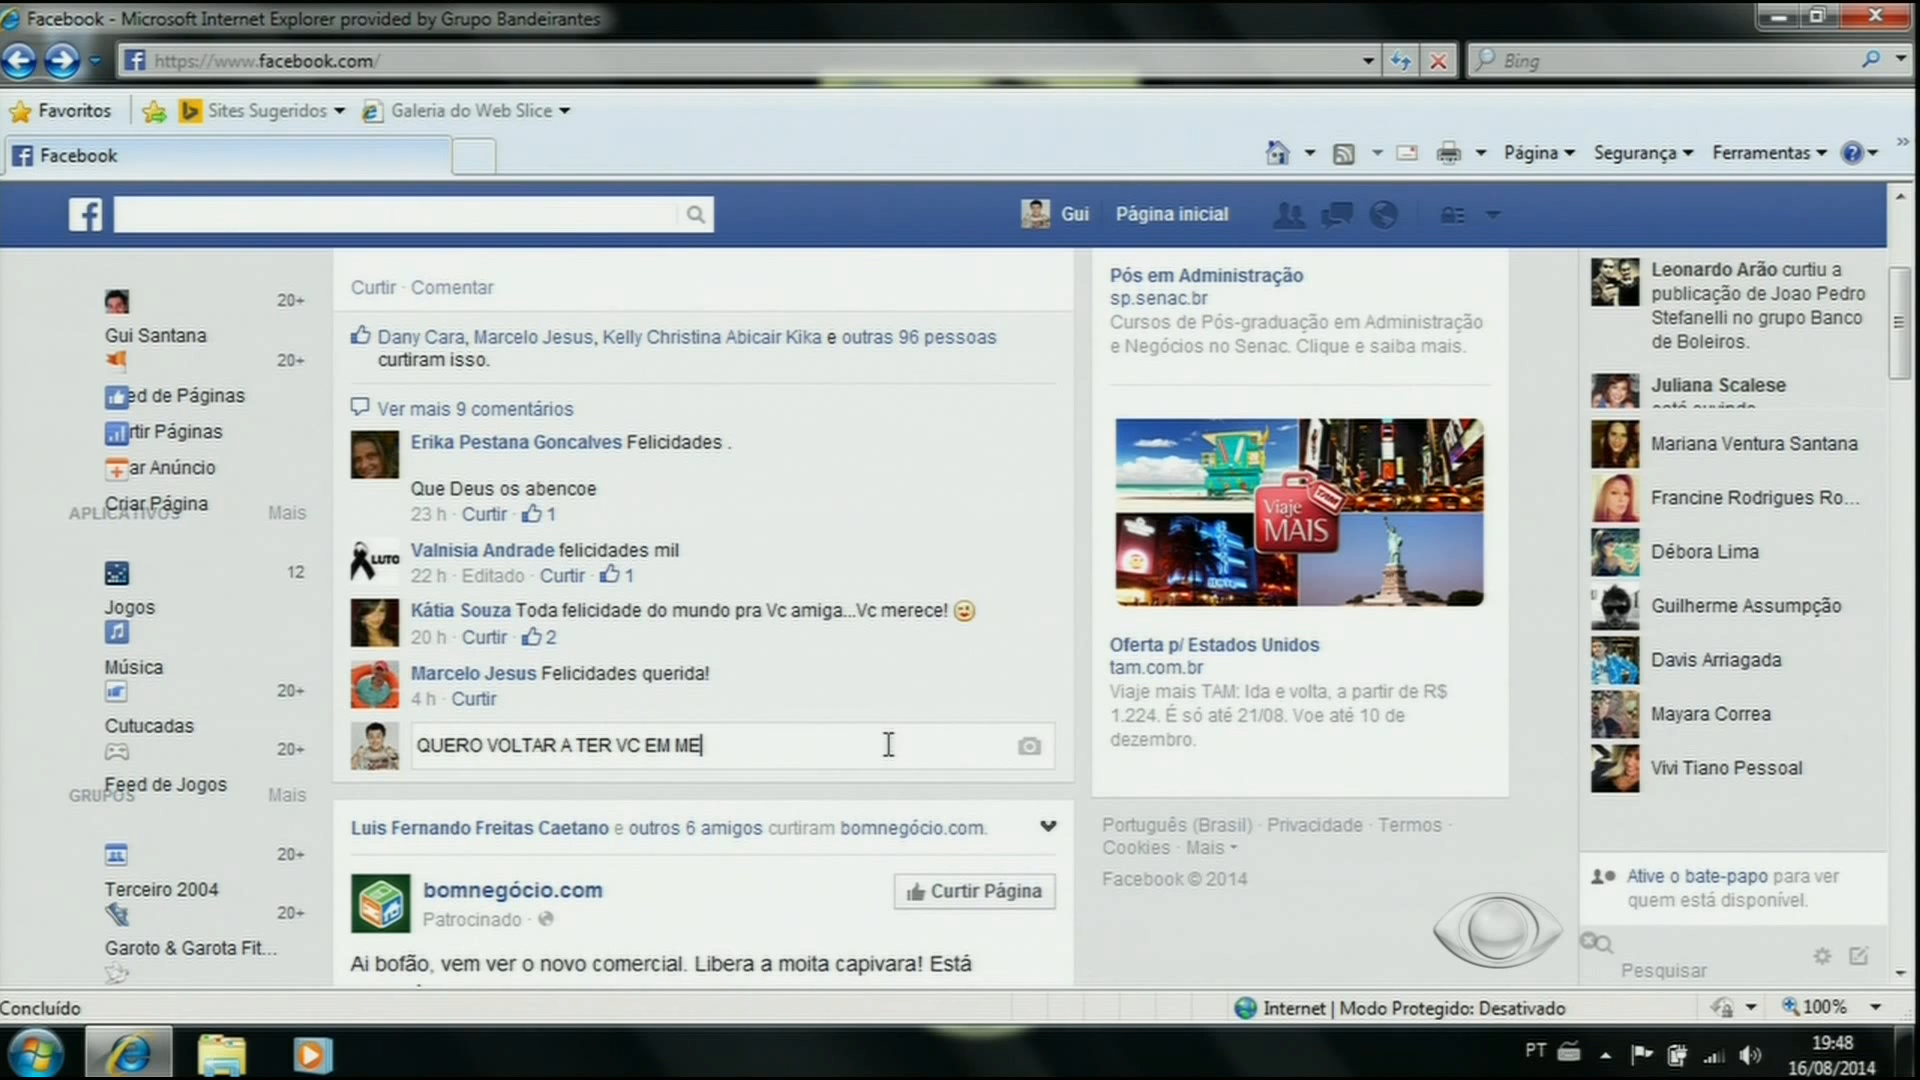 Facebook - Microsoft Internet Explorer provided by Grupo Bandeirantes
https://www.facebook.com/
Bing
Favoritos
Sites Sugeridos
Galeria do Web Slice
Facebook
Página
Segurança
Ferramentas
Gui
Página inicial
20+
Gui Santana
20+
ed de Páginas
rtir Páginas
ar Anúncio
Criar Página
APLICATIVOS
Mais
12
Jogos
Música
20+
Cutucadas
20+
Feed de Jogos
GRUPOS
Mais
20+
Terceiro 2004
20+
Garoto & Garota Fit...
Curtir · Comentar
Dany Cara, Marcelo Jesus, Kelly Christina Abicair Kika e outras 96 pessoas
curtiram isso.
Ver mais 9 comentários
Erika Pestana Goncalves Felicidades .
Que Deus os abencoe
23 h · Curtir · 1
LUTO
Valnisia Andrade felicidades mil
22 h · Editado · Curtir · 1
Kátia Souza Toda felicidade do mundo pra Vc amiga...Vc merece!
20 h · Curtir · 2
Marcelo Jesus Felicidades querida!
4 h · Curtir
QUERO VOLTAR A TER VC EM ME
Luis Fernando Freitas Caetano e outros 6 amigos curtiram bomnegócio.com.
bomnegócio.com
Patrocinado ·
Curtir Página
Ai bofão, vem ver o novo comercial. Libera a moita capivara! Está
Pós em Administração
sp.senac.br
Cursos de Pós-graduação em Administração
e Negócios no Senac. Clique e saiba mais.
TAM
Viaje
MAIS
Oferta p/ Estados Unidos
tam.com.br
Viaje mais TAM: Ida e volta, a partir de R$
1.224. É só até 21/08. Voe até 10 de
dezembro.
Português (Brasil) · Privacidade · Termos ·
Cookies · Mais
Facebook © 2014
Leonardo Arão curtiu a
publicação de Joao Pedro
Stefanelli no grupo Banco
de Boleiros.
Juliana Scalese
está ouvindo
Mariana Ventura Santana
Francine Rodrigues Ro...
Débora Lima
Guilherme Assumpção
Davis Arriagada
Mayara Correa
Vivi Tiano Pessoal
Ative o bate-papo para ver
quem está disponível.
Pesquisar
Concluído
Internet | Modo Protegido: Desativado
100%
PT
19:48
16/08/2014